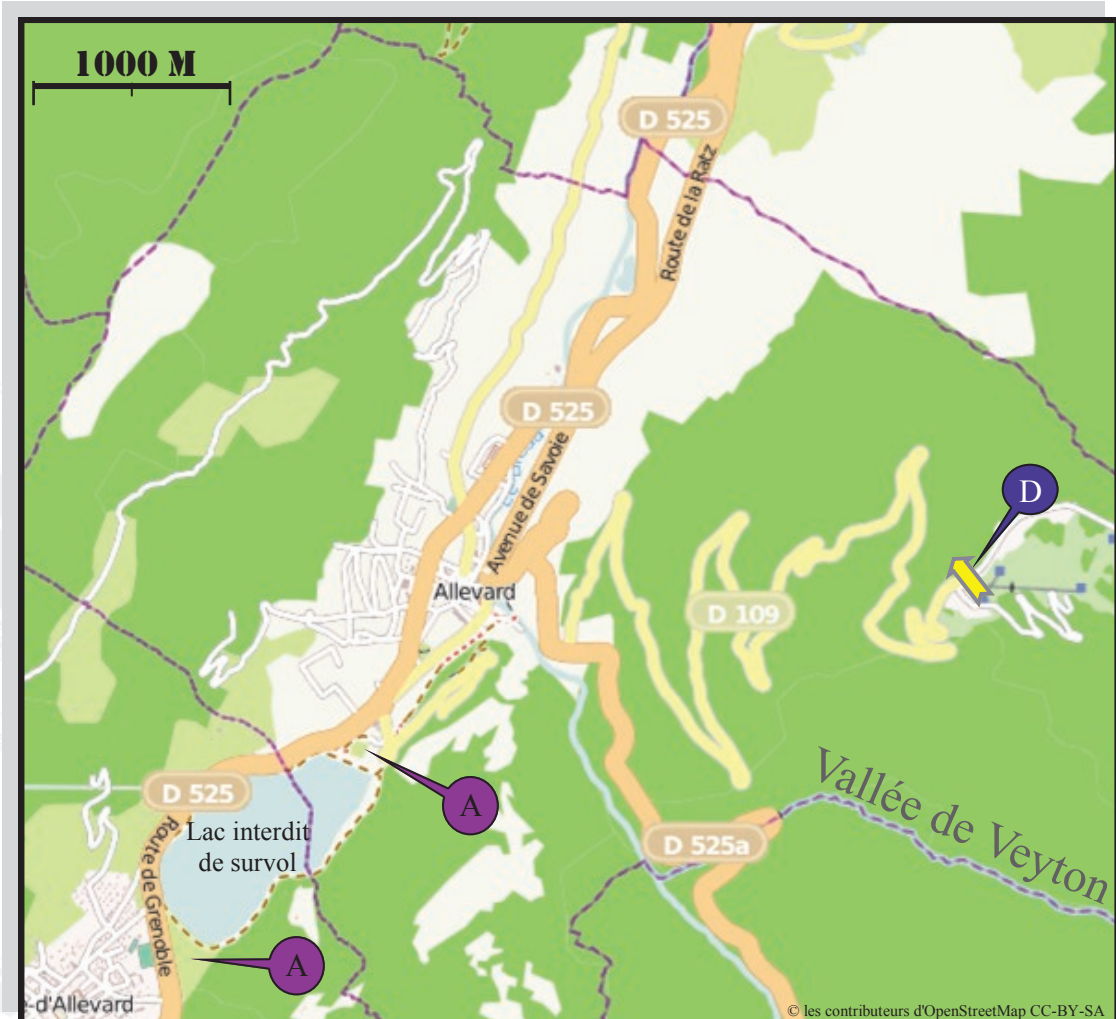 1000 M
D 525
Route de la Ratz
D 525
Avenue de Savoie
D
Allevard
D 109
Vallée de Veyton
A
D 525
Lac interdit
de survol
D 525a
Route de Grenoble
A
e-d'Allevard
© les contributeurs d'OpenStreetMap CC-BY-SA